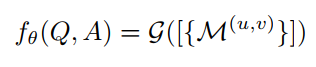 f_θ(Q, A) = 𝒢([{ℳ^(u,v)}])